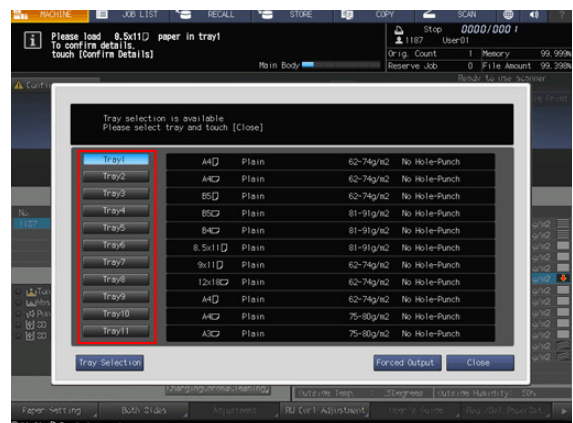 MACHINE JOB LIST RECALL STORE COPY SCAN
Please load 8.5x11 paper in tray1
To confirm details,
touch [Confirm Details]
Main Body
Stop 0000/0001
1187 User01
Orig. Count 1 Memory 99.999%
Reserve Job 0 File Amount 99.398%
Ready to use scanner
Tray selection is available
Please select tray and touch [Close]
Tray1 A4 Plain 62-74g/m2 No Hole-Punch
Tray2 A4 Plain 62-74g/m2 No Hole-Punch
Tray3 B5 Plain 62-74g/m2 No Hole-Punch
Tray4 B5 Plain 81-91g/m2 No Hole-Punch
Tray5 B4 Plain 81-91g/m2 No Hole-Punch
Tray6 8.5x11 Plain 81-91g/m2 No Hole-Punch
Tray7 9x11 Plain 62-74g/m2 No Hole-Punch
Tray8 12x18 Plain 62-74g/m2 No Hole-Punch
Tray9 A4 Plain 62-74g/m2 No Hole-Punch
Tray10 A4 Plain 75-80g/m2 No Hole-Punch
Tray11 A3 Plain 75-80g/m2 No Hole-Punch
No.
1187
Tray Selection Forced Output Close
Outside Temp. : Degrees Outside Humidity: 50%
Paper Setting Both Sides Adjustment RU Curl Adjustment